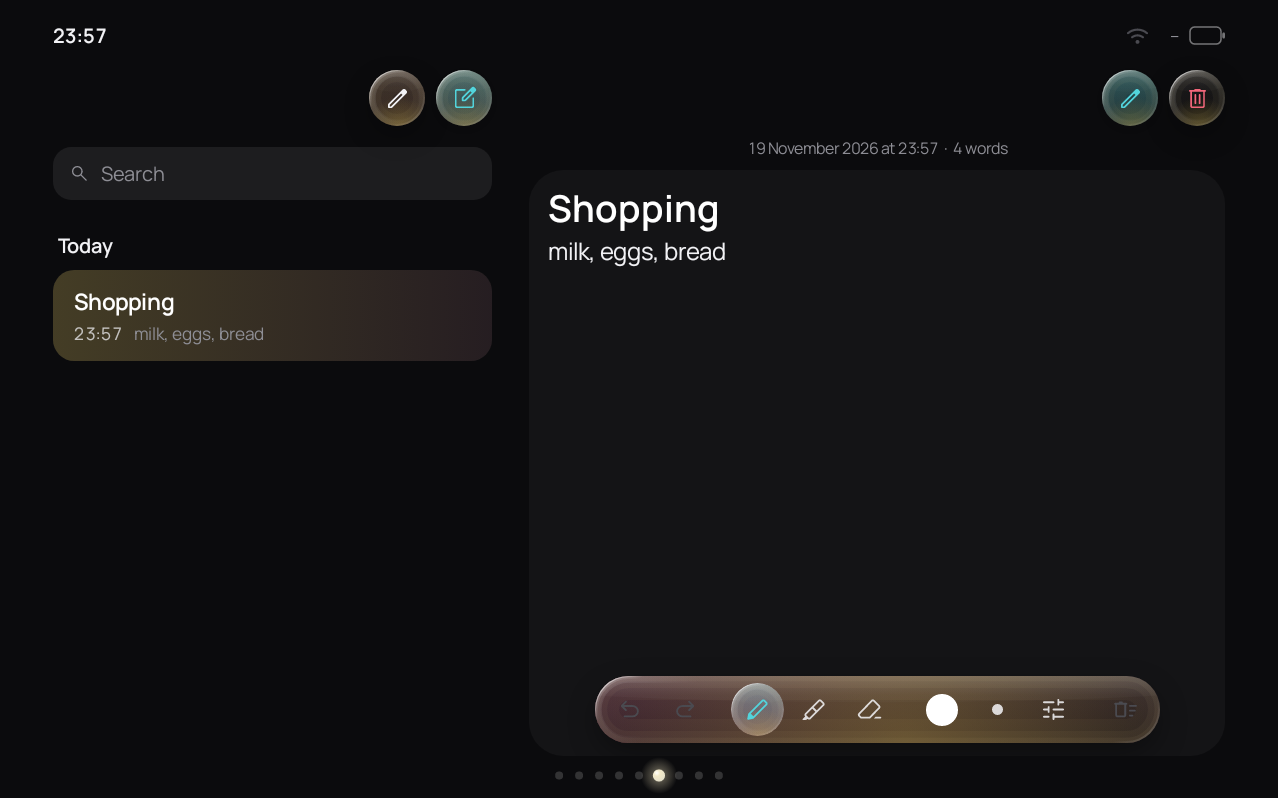 23:57
–
Search
Today
Shopping
23:57 milk, eggs, bread
19 November 2026 at 23:57 · 4 words
Shopping
milk, eggs, bread